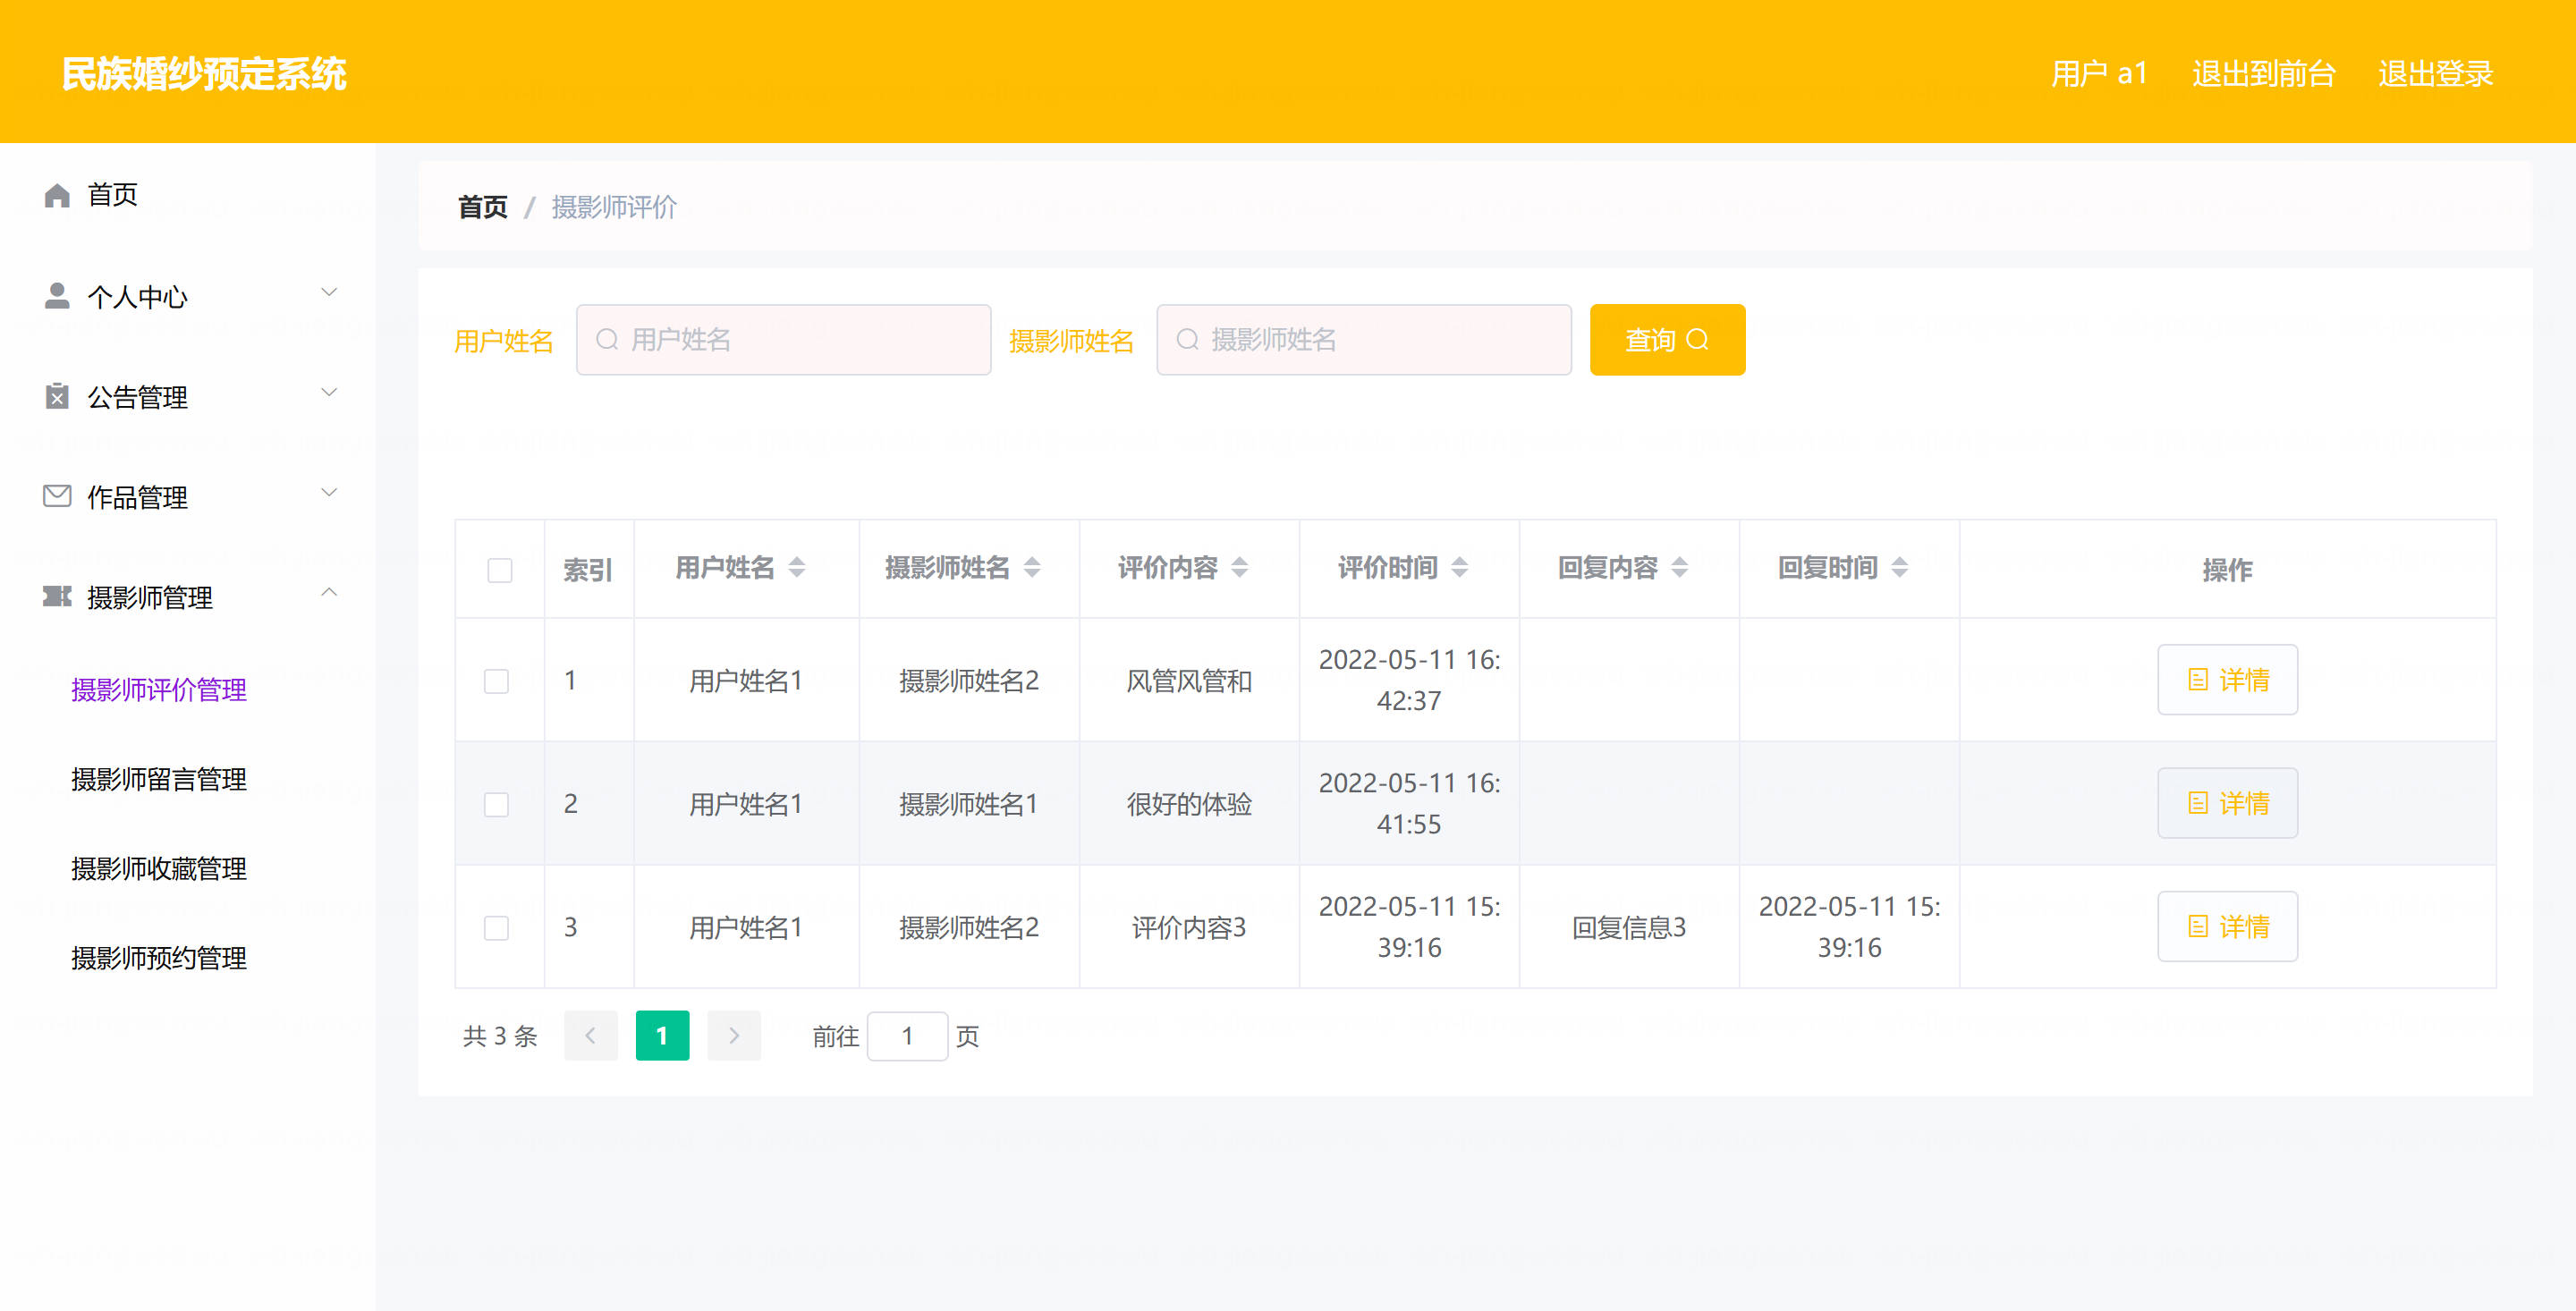 民族婚纱预定系统
用户 a1 退出到前台 退出登录
首页
个人中心
公告管理
作品管理
摄影师管理
摄影师评价管理
摄影师留言管理
摄影师收藏管理
摄影师预约管理
首页 / 摄影师评价
用户姓名 用户姓名 摄影师姓名 摄影师姓名 查询
索引 用户姓名 摄影师姓名 评价内容 评价时间 回复内容 回复时间 操作
1 用户姓名1 摄影师姓名2 风管风管和 2022-05-11 16:42:37 详情
2 用户姓名1 摄影师姓名1 很好的体验 2022-05-11 16:41:55 详情
3 用户姓名1 摄影师姓名2 评价内容3 2022-05-11 15:39:16 回复信息3 2022-05-11 15:39:16 详情
共 3 条 1 前往 1 页